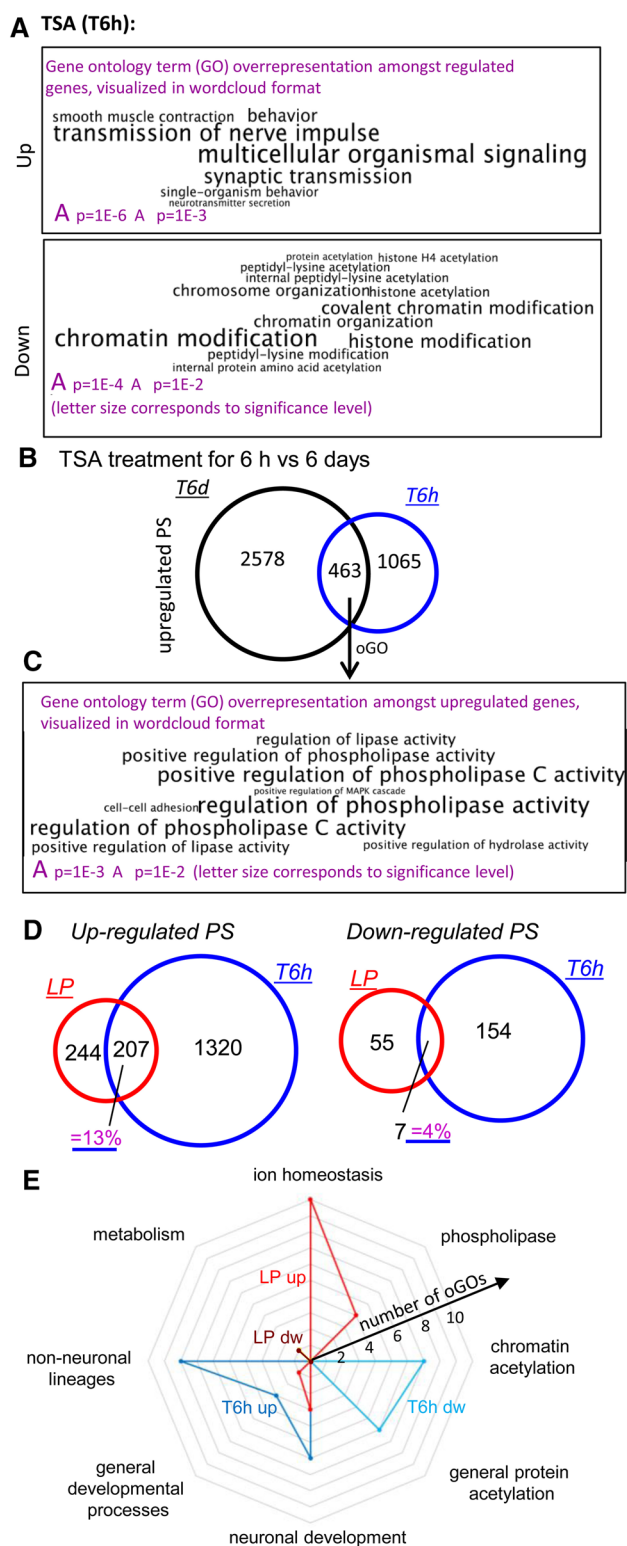 A TSA (T6h):
Gene ontology term (GO) overrepresentation amongst regulated
genes, visualized in wordcloud format
Up
smooth muscle contraction behavior
transmission of nerve impulse
multicellular organismal signaling
synaptic transmission
single-organism behavior
neurotransmitter secretion
A p=1E-6 A p=1E-3
Down
protein acetylation histone H4 acetylation
peptidyl-lysine acetylation
internal peptidyl-lysine acetylation
chromosome organization histone acetylation
covalent chromatin modification
chromatin organization
chromatin modification histone modification
peptidyl-lysine modification
internal protein amino acid acetylation
A p=1E-4 A p=1E-2
(letter size corresponds to significance level)
B TSA treatment for 6 h vs 6 days
T6d
T6h
upregulated PS
2578
463
1065
oGO
C
Gene ontology term (GO) overrepresentation amongst upregulated genes,
visualized in wordcloud format
regulation of lipase activity
positive regulation of phospholipase activity
positive regulation of phospholipase C activity
positive regulation of MAPK cascade
cell-cell adhesion regulation of phospholipase activity
regulation of phospholipase C activity
positive regulation of lipase activity positive regulation of hydrolase activity
A p=1E-3 A p=1E-2 (letter size corresponds to significance level)
D Up-regulated PS
LP
T6h
244
207
1320
=13%
Down-regulated PS
LP
T6h
55
154
7 =4%
E
ion homeostasis
metabolism
phospholipase
LP up
number of oGOs
LP dw
2
4
6
8
10
non-neuronal
lineages
chromatin
acetylation
T6h up
T6h dw
general
developmental
processes
general protein
acetylation
neuronal development